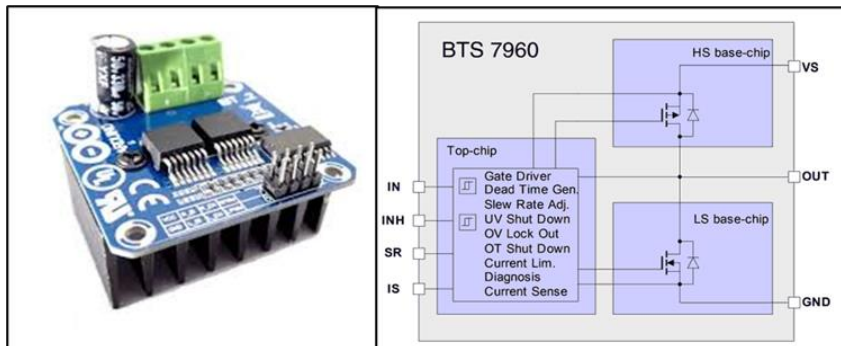 BTS 7960
HS base-chip
VS
Top-chip
Gate Driver
Dead Time Gen.
Slew Rate Adj.
UV Shut Down
OV Lock Out
OT Shut Down
Current Lim.
Diagnosis
Current Sense
IN
INH
SR
IS
OUT
LS base-chip
GND